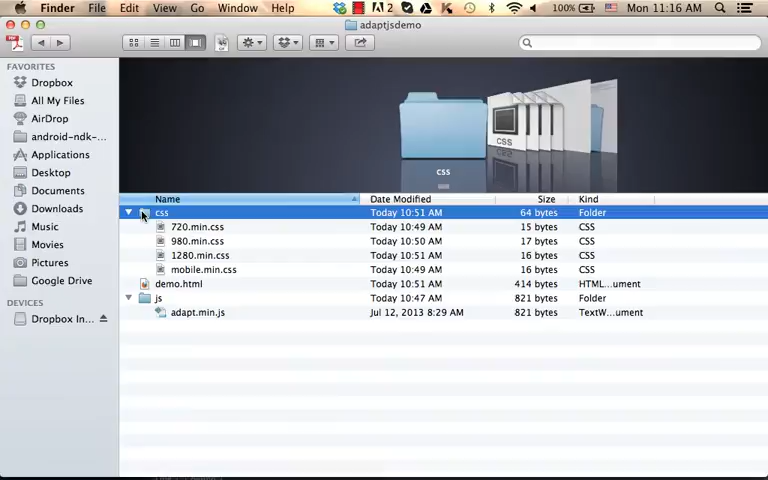 Finder File Edit View Go Window Help 2 100% Mon 11:16 AM
adaptjsdemo
FAVORITES
Dropbox
All My Files
AirDrop
android-ndk-...
Applications
Desktop
Documents
Downloads
Music
Movies
Pictures
Google Drive
DEVICES
Dropbox In...
CSS
css
Name Date Modified Size Kind
css Today 10:51 AM 64 bytes Folder
720.min.css Today 10:49 AM 15 bytes CSS
980.min.css Today 10:50 AM 17 bytes CSS
1280.min.css Today 10:51 AM 16 bytes CSS
mobile.min.css Today 10:49 AM 16 bytes CSS
demo.html Today 10:51 AM 414 bytes HTML...ument
js Today 10:47 AM 821 bytes Folder
adapt.min.js Jul 12, 2013 8:29 AM 821 bytes TextW...ument